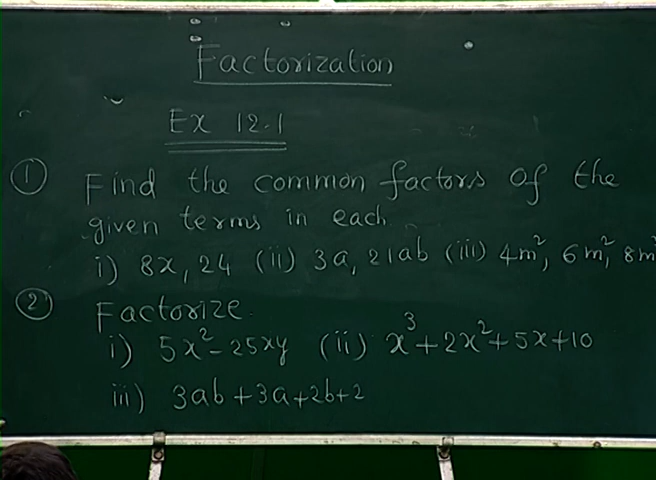 Factorization
Ex 12.1
① Find the common factors of the
given terms in each
i) 8x, 24 (ii) 3a, 21ab (iii) 4m², 6m², 8m³
② Factorize
i) 5x² - 25xy (ii) x³ + 2x² + 5x + 10
iii) 3ab + 3a + 2b + 2